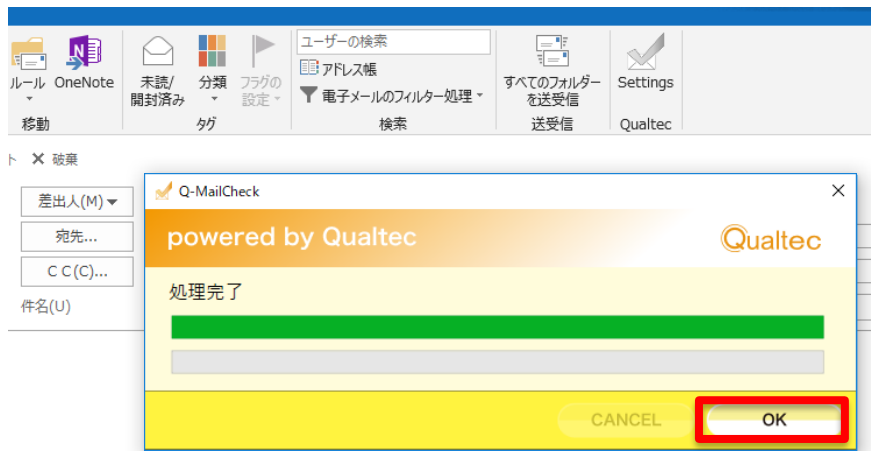 ユーザーの検索
アドレス帳
電子メールのフィルター処理
ルール OneNote
未読/
開封済み
分類
フラグの
設定
すべてのフォルダー
を送受信
Settings
移動
タグ
検索
送受信
Qualtec
ト ✕ 破棄
差出人(M)
宛先...
C C(C)...
件名(U)
Q-MailCheck
powered by Qualtec
Qualtec
処理完了
CANCEL
OK